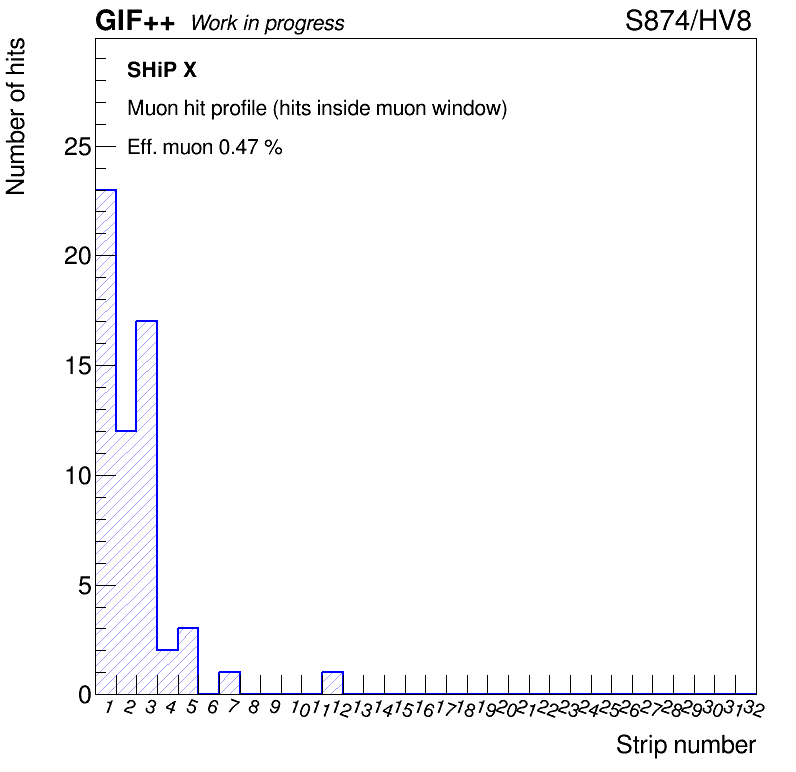 GIF++ Work in progress S874/HV8
Number of hits
SHiP X
Muon hit profile (hits inside muon window)
Eff. muon 0.47 %
25
20
15
10
5
0
1 2 3 4 5 6 7 8 9 10 11 12 13 14 15 16 17 18 19 20 21 22 23 24 25 26 27 28 29 30 31 32
Strip number